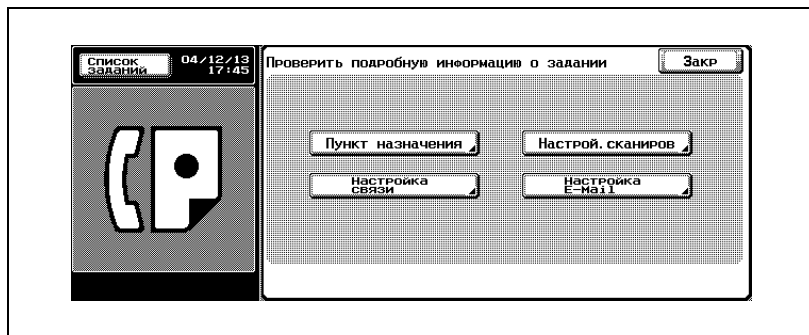 Список
заданий
04/12/13
17:45
Проверить подробную информацию о задании
Закр
Пункт назначения
Настрой.сканиров
Настройка
связи
Настройка
E-Mail